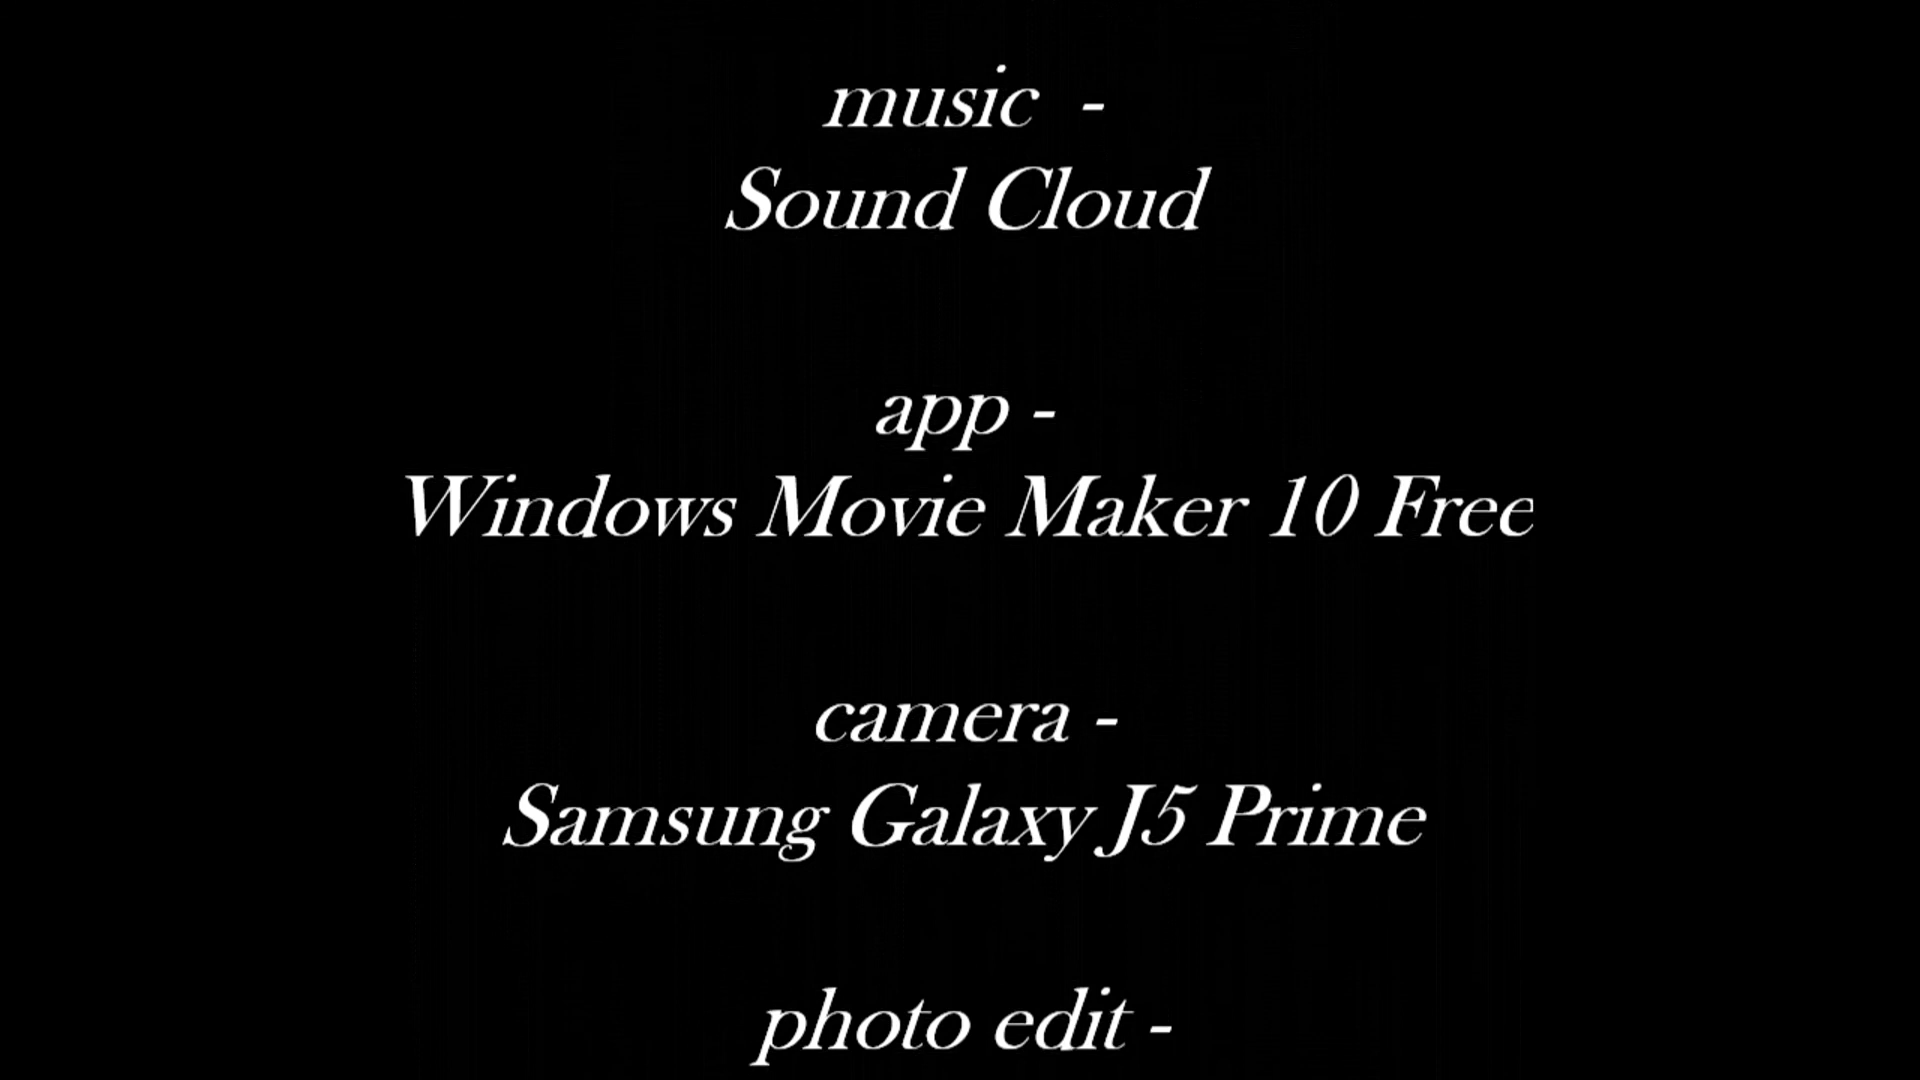 music -
Sound Cloud
app -
Windows Movie Maker 10 Free
camera -
Samsung Galaxy J5 Prime
photo edit -